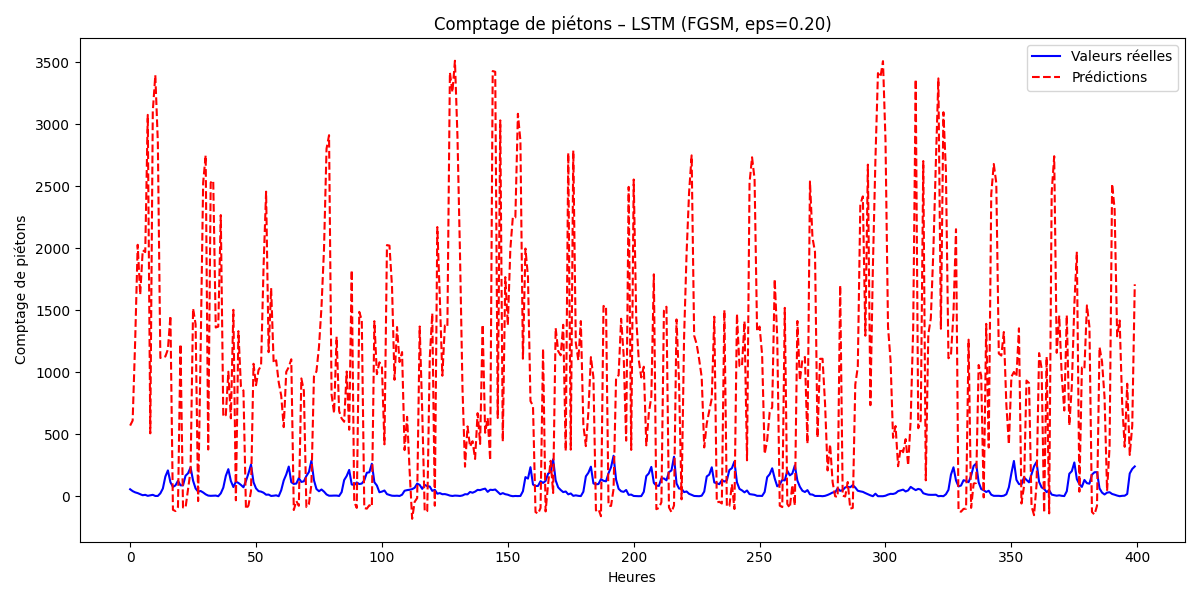 Comptage de piétons – LSTM (FGSM, eps=0.20)
Valeurs réelles
Prédictions
Comptage de piétons
3500
3000
2500
2000
1500
1000
500
0
0 50 100 150 200 250 300 350 400
Heures